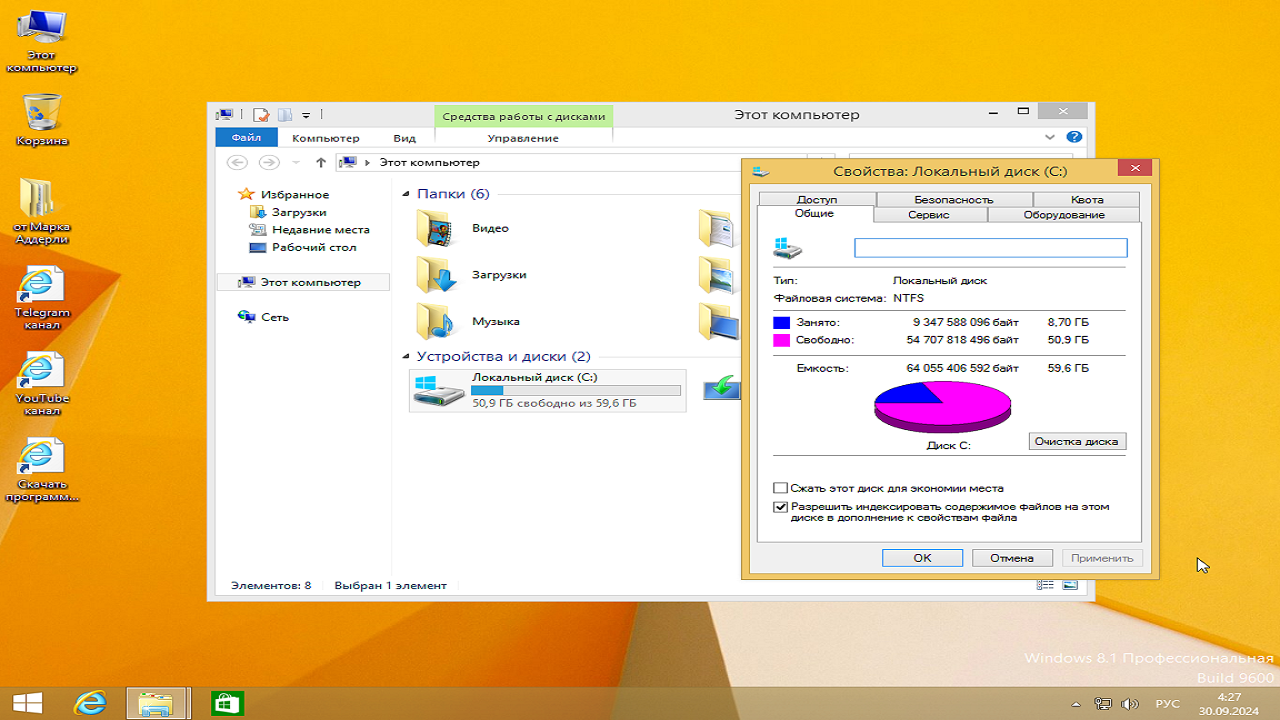 Этот
компьютер
Корзина
от Марка
Аддерли
Telegram
канал
YouTube
канал
Скачать
программ...
Средства работы с дисками
Этот компьютер
Файл
Компьютер
Вид
Управление
Этот компьютер
Избранное
Загрузки
Недавние места
Рабочий стол
Этот компьютер
Сеть
Папки (6)
Видео
Загрузки
Музыка
Устройства и диски (2)
Локальный диск (C:)
50,9 ГБ свободно из 59,6 ГБ
Элементов: 8
Выбран 1 элемент
Свойства: Локальный диск (C:)
Доступ
Безопасность
Квота
Общие
Сервис
Оборудование
Тип: Локальный диск
Файловая система: NTFS
Занято: 9 347 588 096 байт 8,70 ГБ
Свободно: 54 707 818 496 байт 50,9 ГБ
Емкость: 64 055 406 592 байт 59,6 ГБ
Диск C:
Очистка диска
Сжать этот диск для экономии места
Разрешить индексировать содержимое файлов на этом
диске в дополнение к свойствам файла
OK
Отмена
Применить
Windows 8.1 Профессиональная
Build 9600
РУС
4:27
30.09.2024